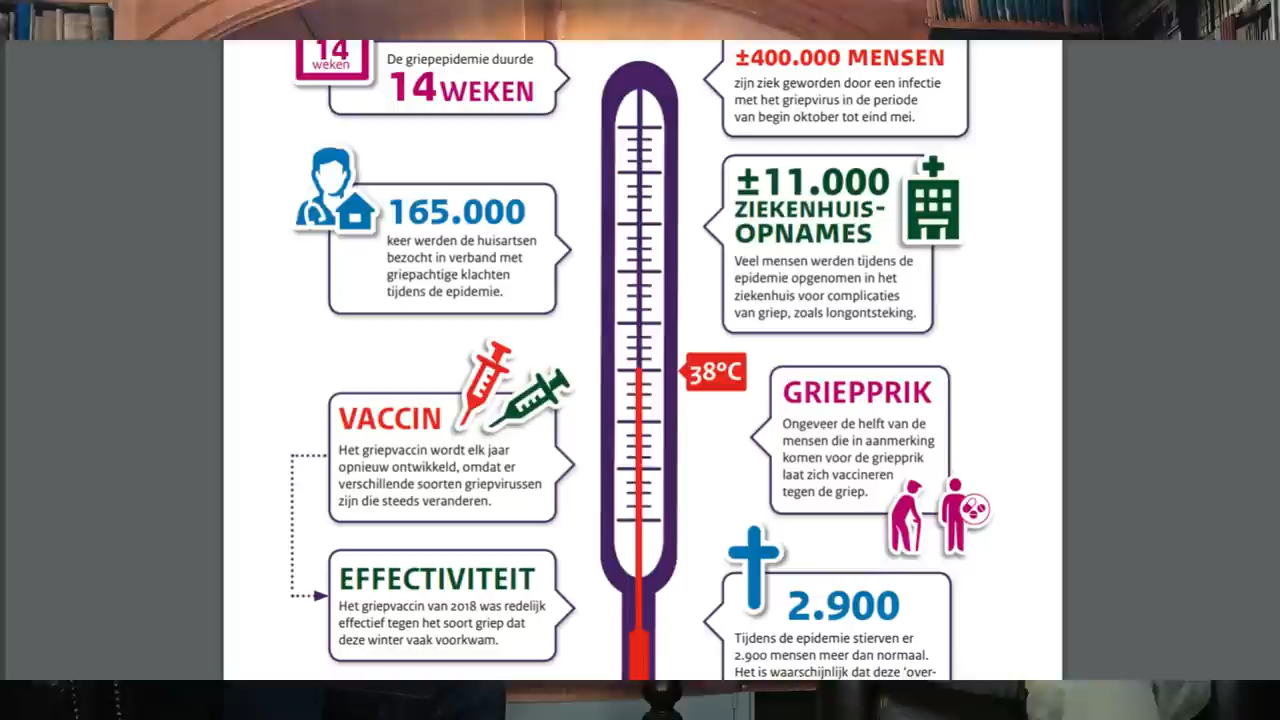 14
weken
De griepepidemie duurde
14 WEKEN
±400.000 MENSEN
zijn ziek geworden door een infectie
met het griepvirus in de periode
van begin oktober tot eind mei.
165.000
keer werden de huisartsen
bezocht in verband met
griepachtige klachten
tijdens de epidemie.
±11.000
ZIEKENHUIS-
OPNAMES
Veel mensen werden tijdens de
epidemie opgenomen in het
ziekenhuis voor complicaties
van griep, zoals longontsteking.
38°C
VACCIN
Het griepvaccin wordt elk jaar
opnieuw ontwikkeld, omdat er
verschillende soorten griepvirussen
zijn die steeds veranderen.
GRIEPPRIK
Ongeveer de helft van de
mensen die in aanmerking
komen voor de griepprik
laat zich vaccineren
tegen de griep.
EFFECTIVITEIT
Het griepvaccin van 2018 was redelijk
effectief tegen het soort griep dat
deze winter vaak voorkwam.
2.900
Tijdens de epidemie stierven er
2.900 mensen meer dan normaal.
Het is waarschijnlijk dat deze 'over-